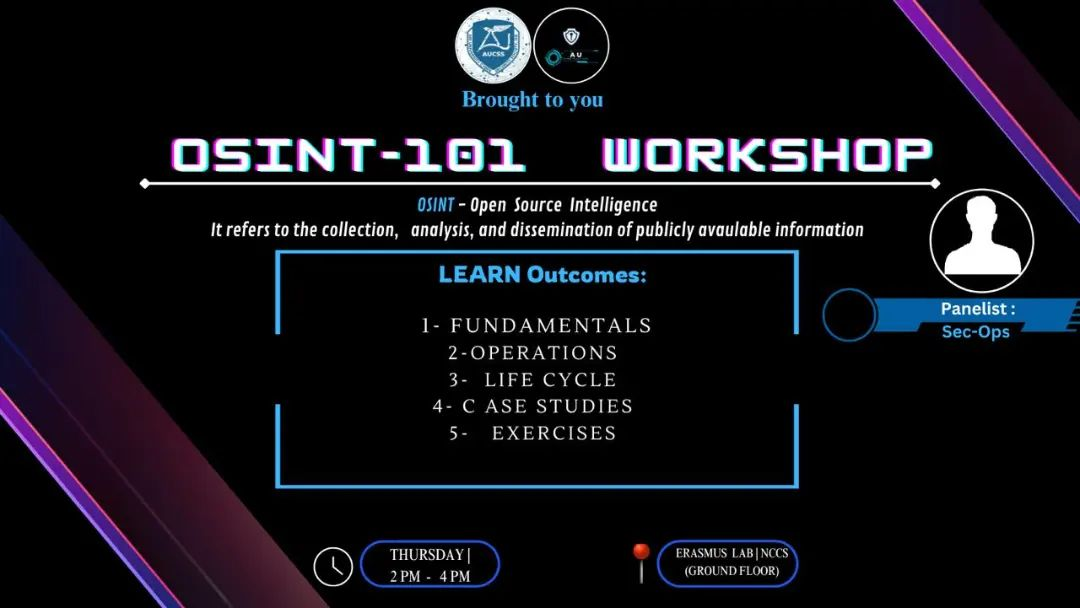 AUCSS
A U
Brought to you
OSINT-101 WORKSHOP
OSINT - Open Source Intelligence
It refers to the collection, analysis, and dissemination of publicly avaulable information
LEARN Outcomes:
1- FUNDAMENTALS
2-OPERATIONS
3- LIFE CYCLE
4- C ASE STUDIES
5- EXERCISES
Panelist :
Sec-Ops
THURSDAY |
2 PM - 4 PM
ERASMUS LAB | NCCS
(GROUND FLOOR)